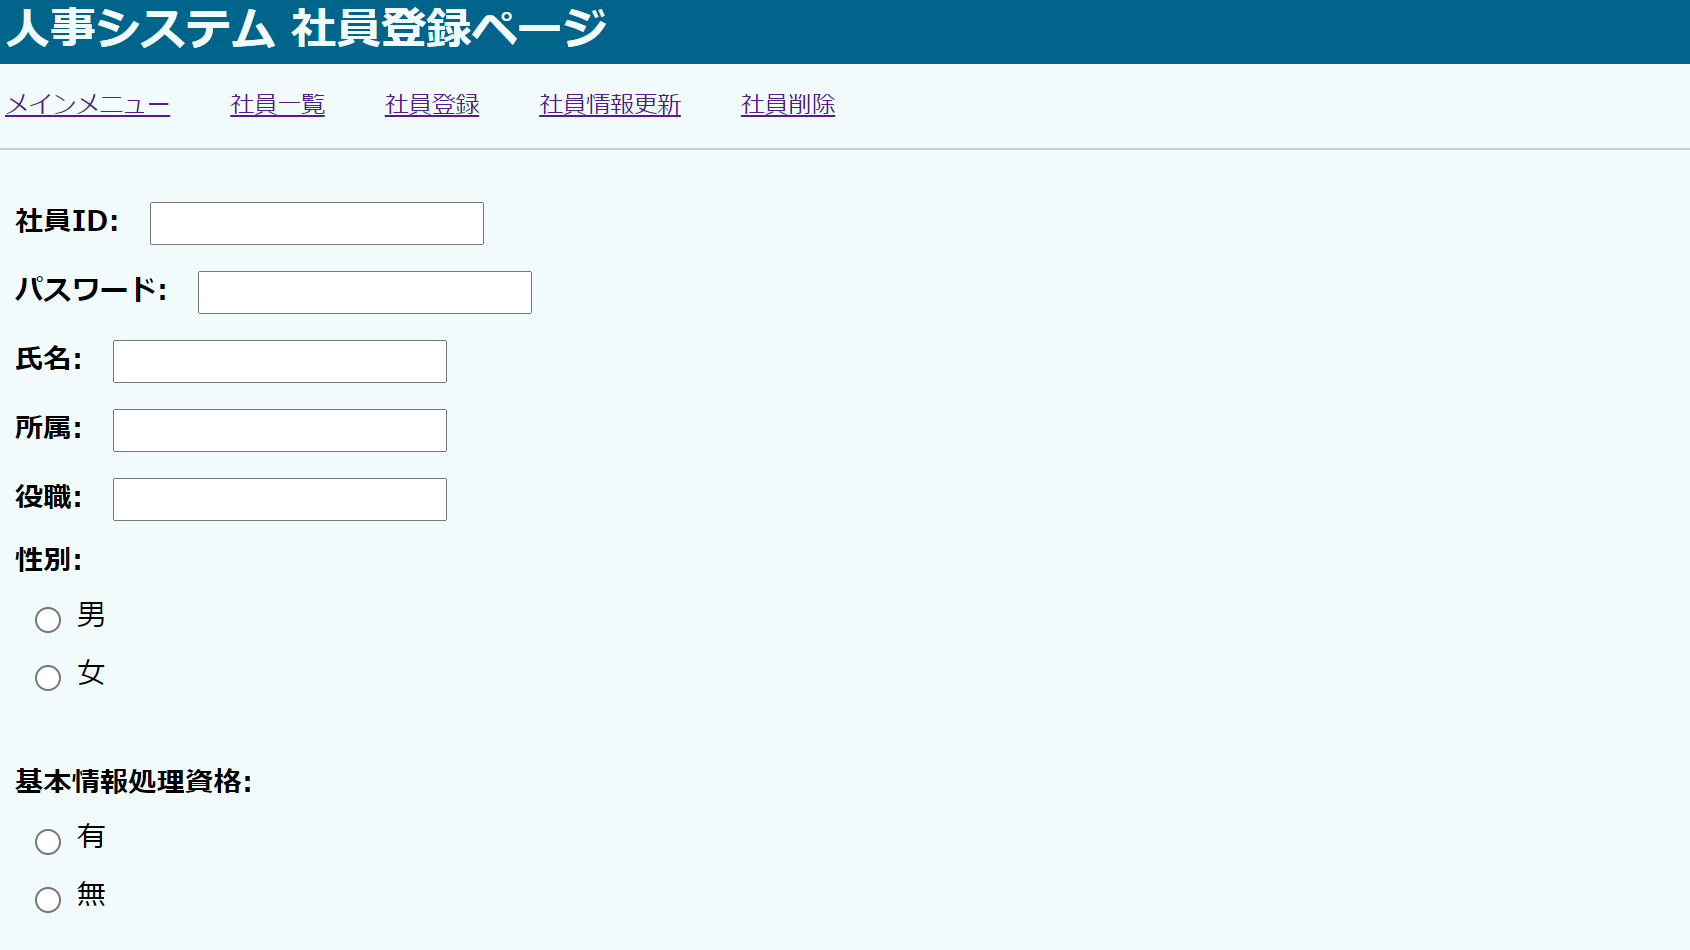 人事システム 社員登録ページ
メインメニュー 社員一覧 社員登録 社員情報更新 社員削除
社員ID:
パスワード:
氏名:
所属:
役職:
性別:
男
女
基本情報処理資格:
有
無